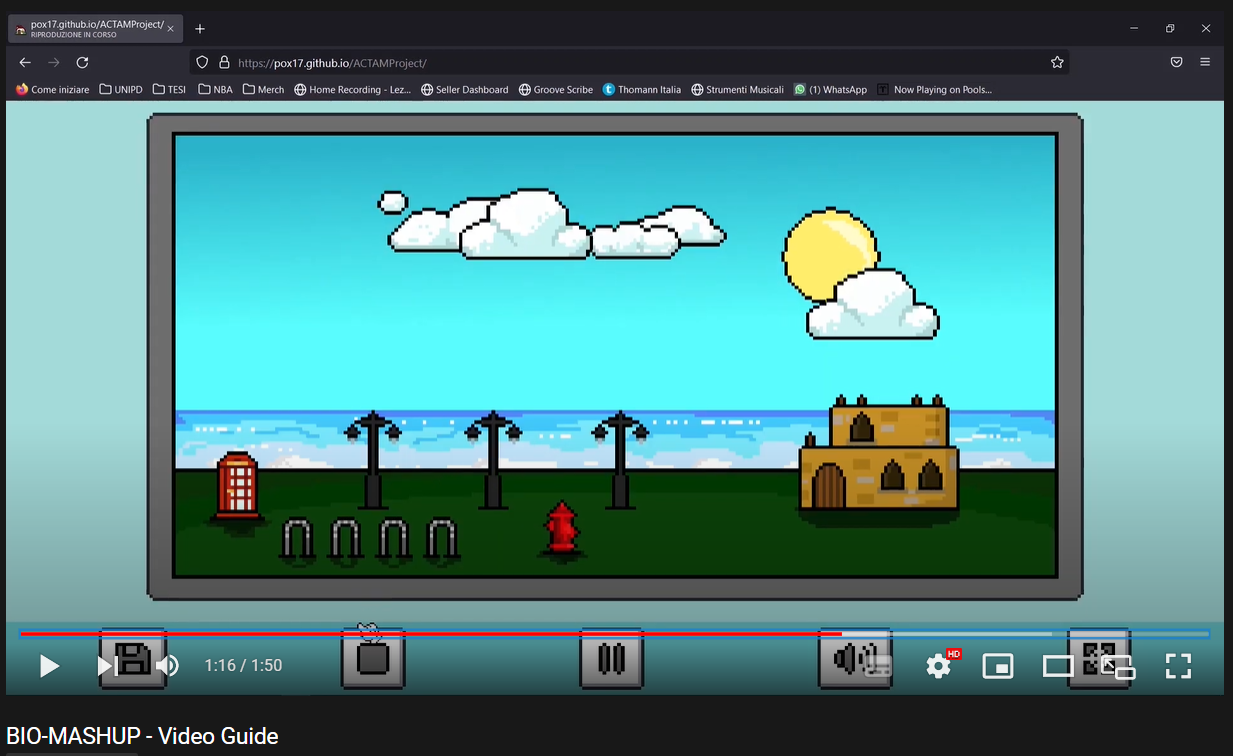 pox17.github.io/ACTAMProject/
RIPRODUZIONE IN CORSO
https://pox17.github.io/ACTAMProject/
Come iniziare UNIPD TESI NBA Merch Home Recording - Lez... Seller Dashboard Groove Scribe t Thomann Italia Strumenti Musicali (1) WhatsApp T Now Playing on Pools...
1:16 / 1:50
HD
BIO-MASHUP - Video Guide